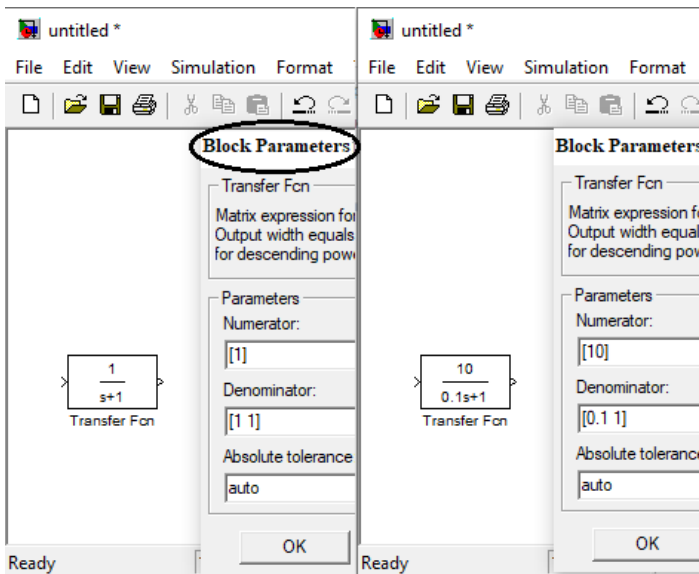 untitled *
File Edit View Simulation Format
Block Parameters
Transfer Fcn
Matrix expression for
Output width equals
for descending pow
Parameters
Numerator:
[1]
Denominator:
[1 1]
Absolute tolerance
auto
OK
1
s+1
Transfer Fcn
Ready
untitled *
File Edit View Simulation Format
Block Parameters
Transfer Fcn
Matrix expression f
Output width equal
for descending pov
Parameters
Numerator:
[10]
Denominator:
[0.1 1]
Absolute tolerance
auto
OK
10
0.1s+1
Transfer Fcn
Ready